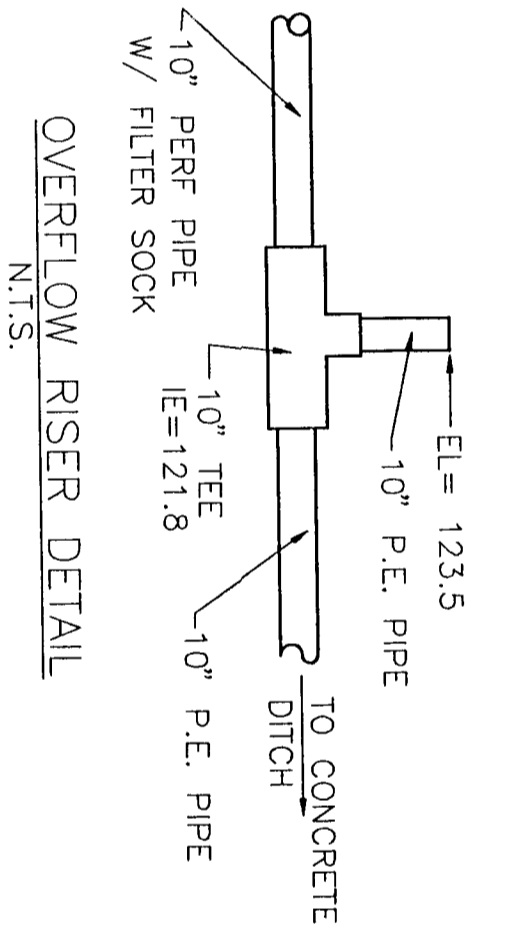 EL= 123.5
10" P.E. PIPE
TO CONCRETE
DITCH
10" PERF PIPE
W/ FILTER SOCK
10" TEE
IE=121.8
10" P.E. PIPE
OVERFLOW RISER DETAIL
N.T.S.